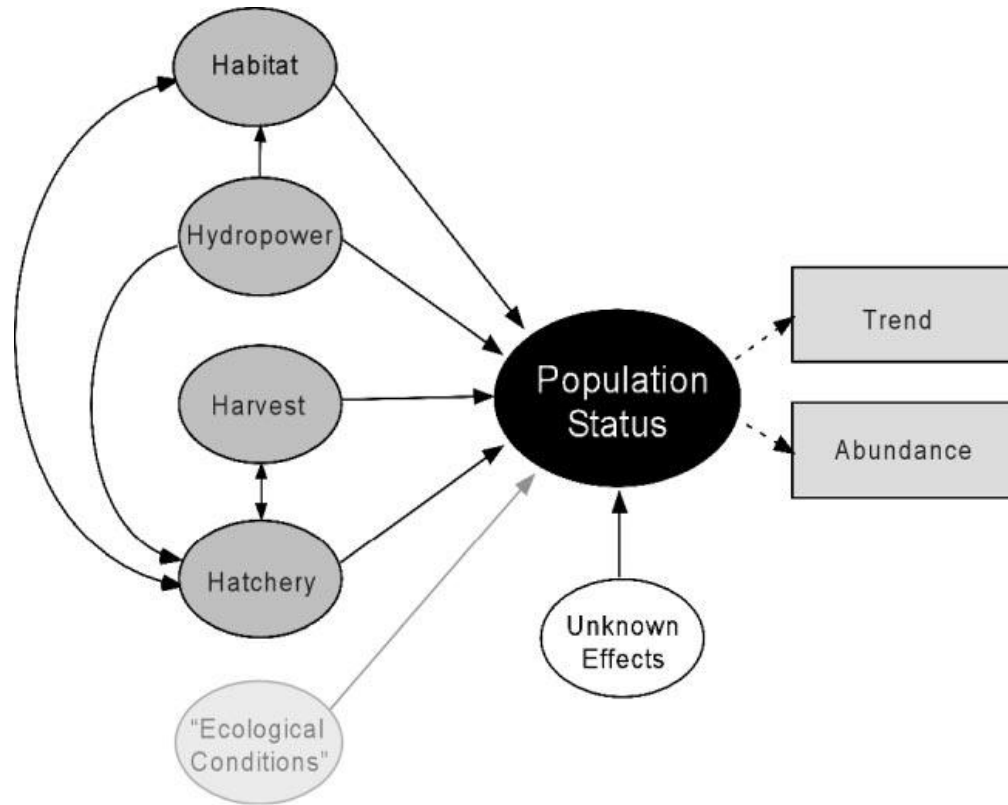 Habitat
Hydropower
Harvest
Hatchery
"Ecological
Conditions"
Population
Status
Unknown
Effects
Trend
Abundance